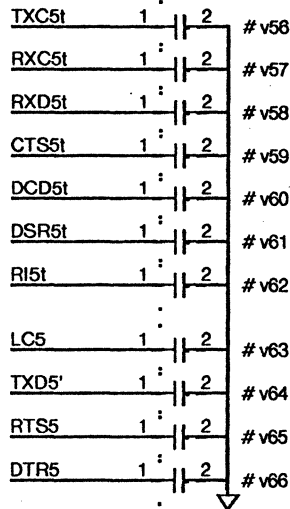 TXC5t 1 2 # v56
RXC5t 1 2 # v57
RXD5t 1 2 # v58
CTS5t 1 2 # v59
DCD5t 1 2 # v60
DSR5t 1 2 # v61
RI5t 1 2 # v62
LC5 1 2 # v63
TXD5' 1 2 # v64
RTS5 1 2 # v65
DTR5 1 2 # v66